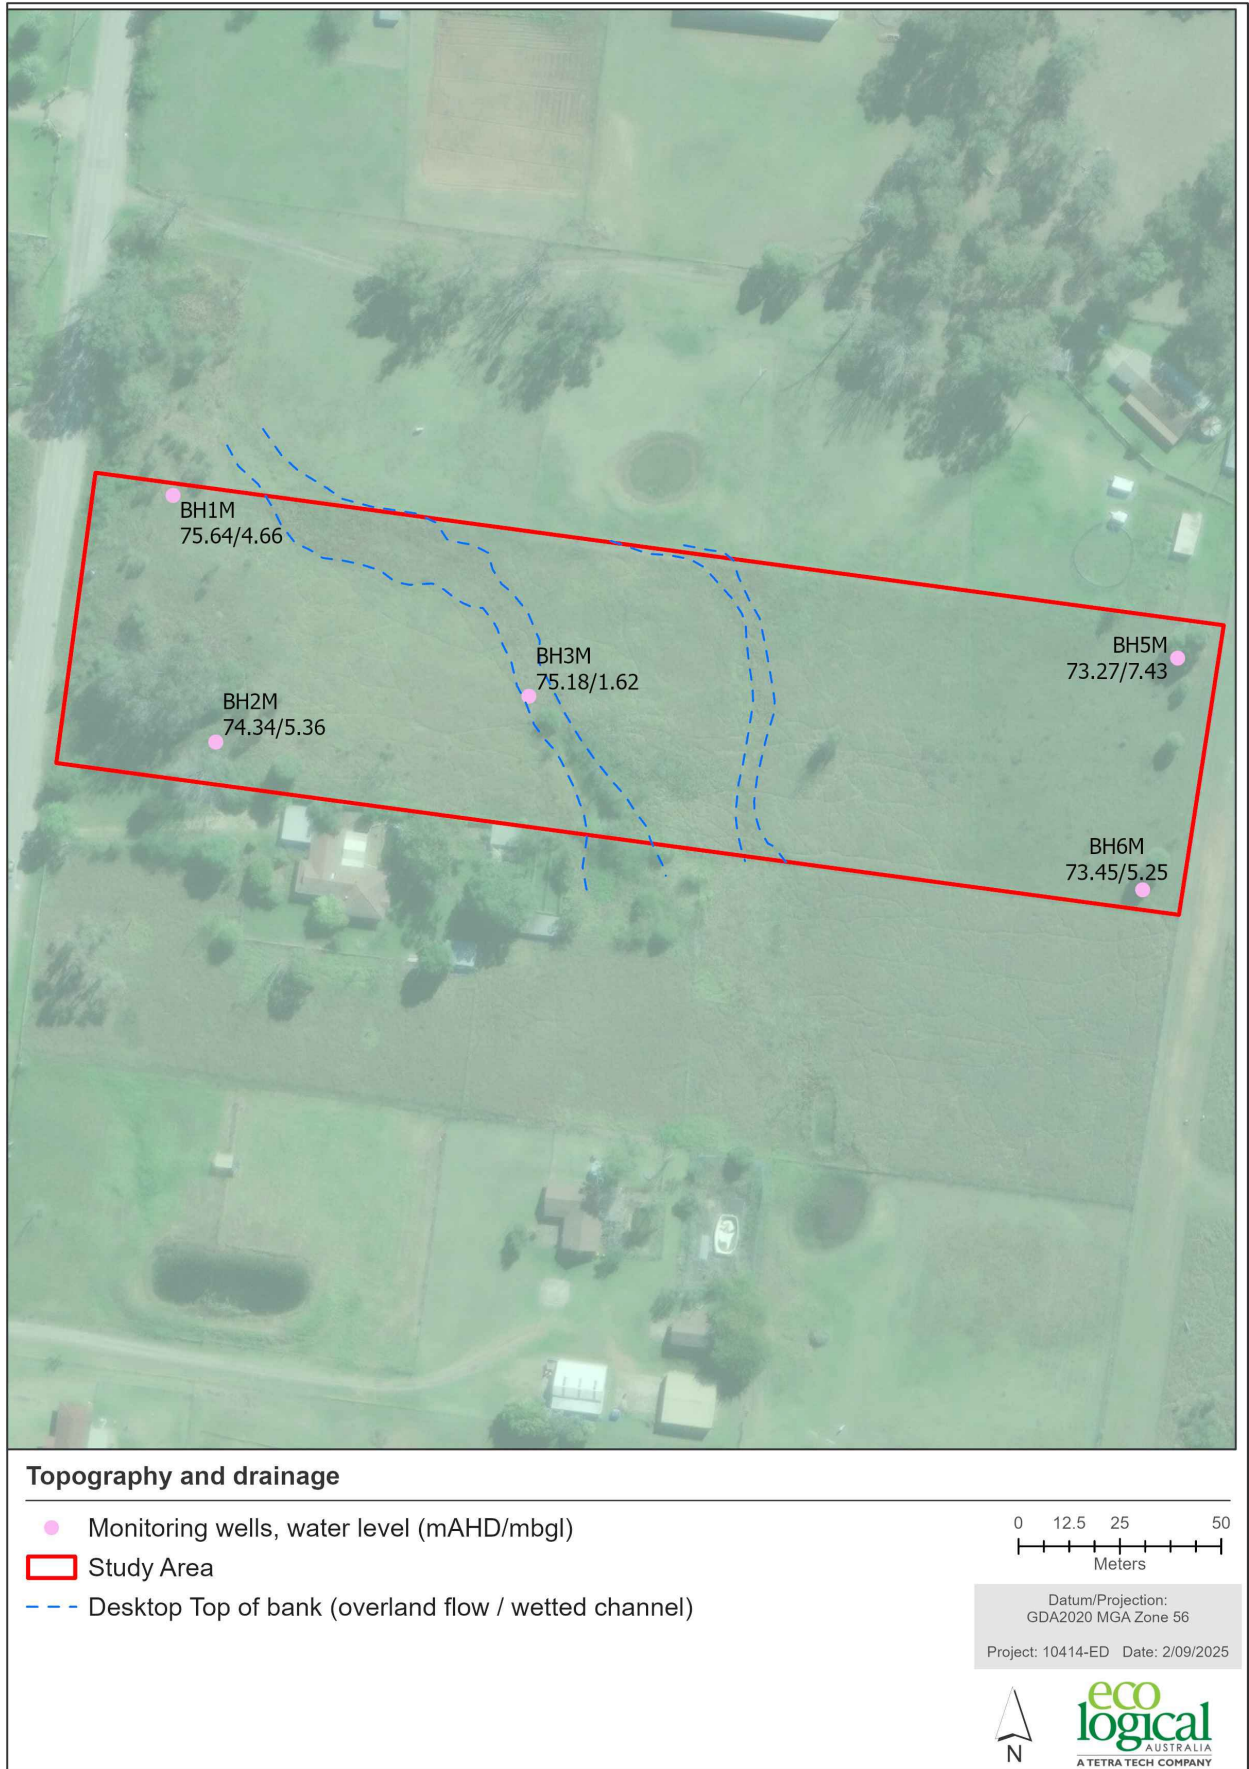 BH1M
75.64/4.66
BH5M
73.27/7.43
BH3M
75.18/1.62
BH2M
74.34/5.36
BH6M
73.45/5.25
Topography and drainage
Monitoring wells, water level (mAHD/mbgl)
Study Area
Desktop Top of bank (overland flow / wetted channel)
0 12.5 25 50
Meters
Datum/Projection:
GDA2020 MGA Zone 56
Project: 10414-ED Date: 2/09/2025
N
eco
logical
AUSTRALIA
A TETRA TECH COMPANY